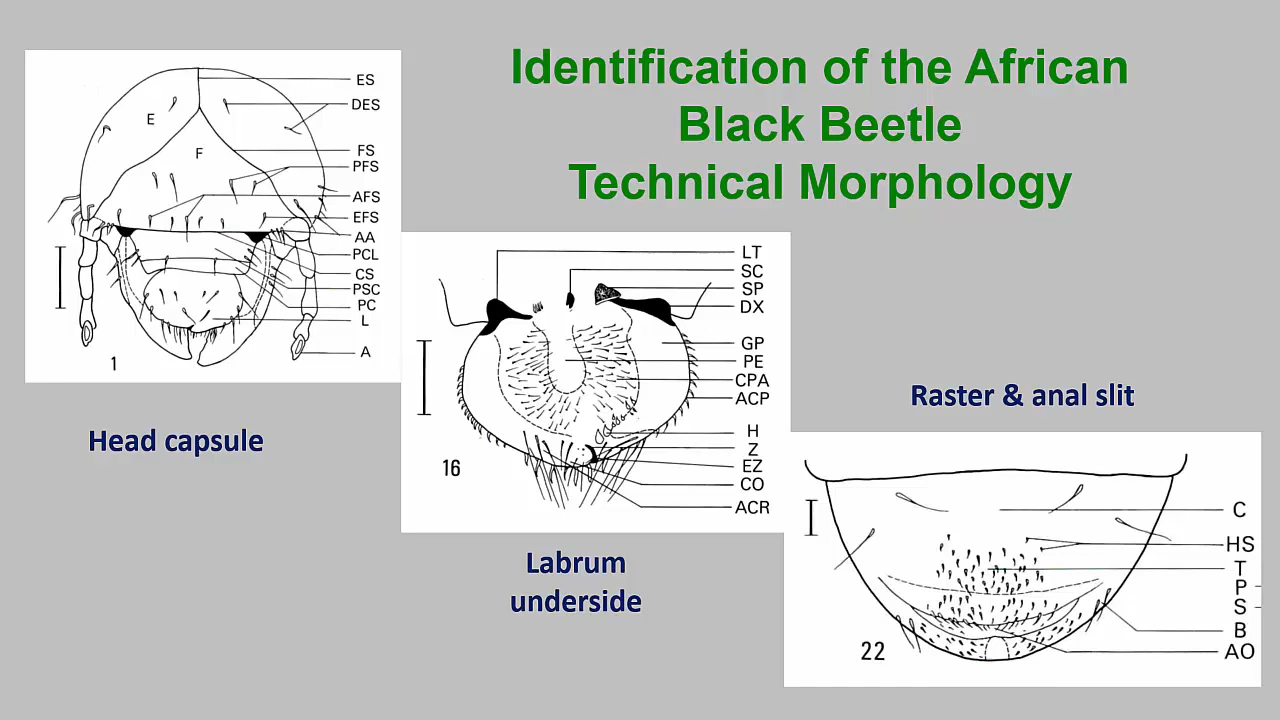 Identification of the African
Black Beetle
Technical Morphology
ES
DES
E
F
FS
PFS
AFS
EFS
AA
PCL
CS
PSC
PC
L
A
1
Head capsule
LT
SC
SP
DX
GP
PE
CPA
ACP
H
Z
EZ
CO
ACR
16
Labrum
underside
Raster & anal slit
C
HS
T
P
S
B
AO
22